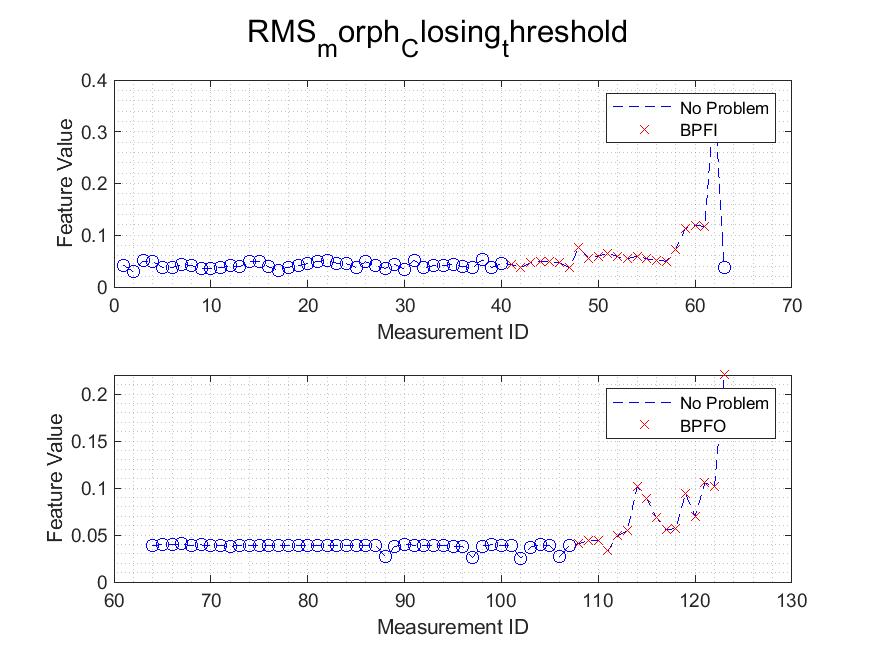 RMSmorphClosingthreshold
0.4
0.3
0.2
0.1
0
Feature Value
No Problem
BPFI
0 10 20 30 40 50 60 70
Measurement ID
0.2
0.15
0.1
0.05
0
Feature Value
No Problem
BPFO
60 70 80 90 100 110 120 130
Measurement ID